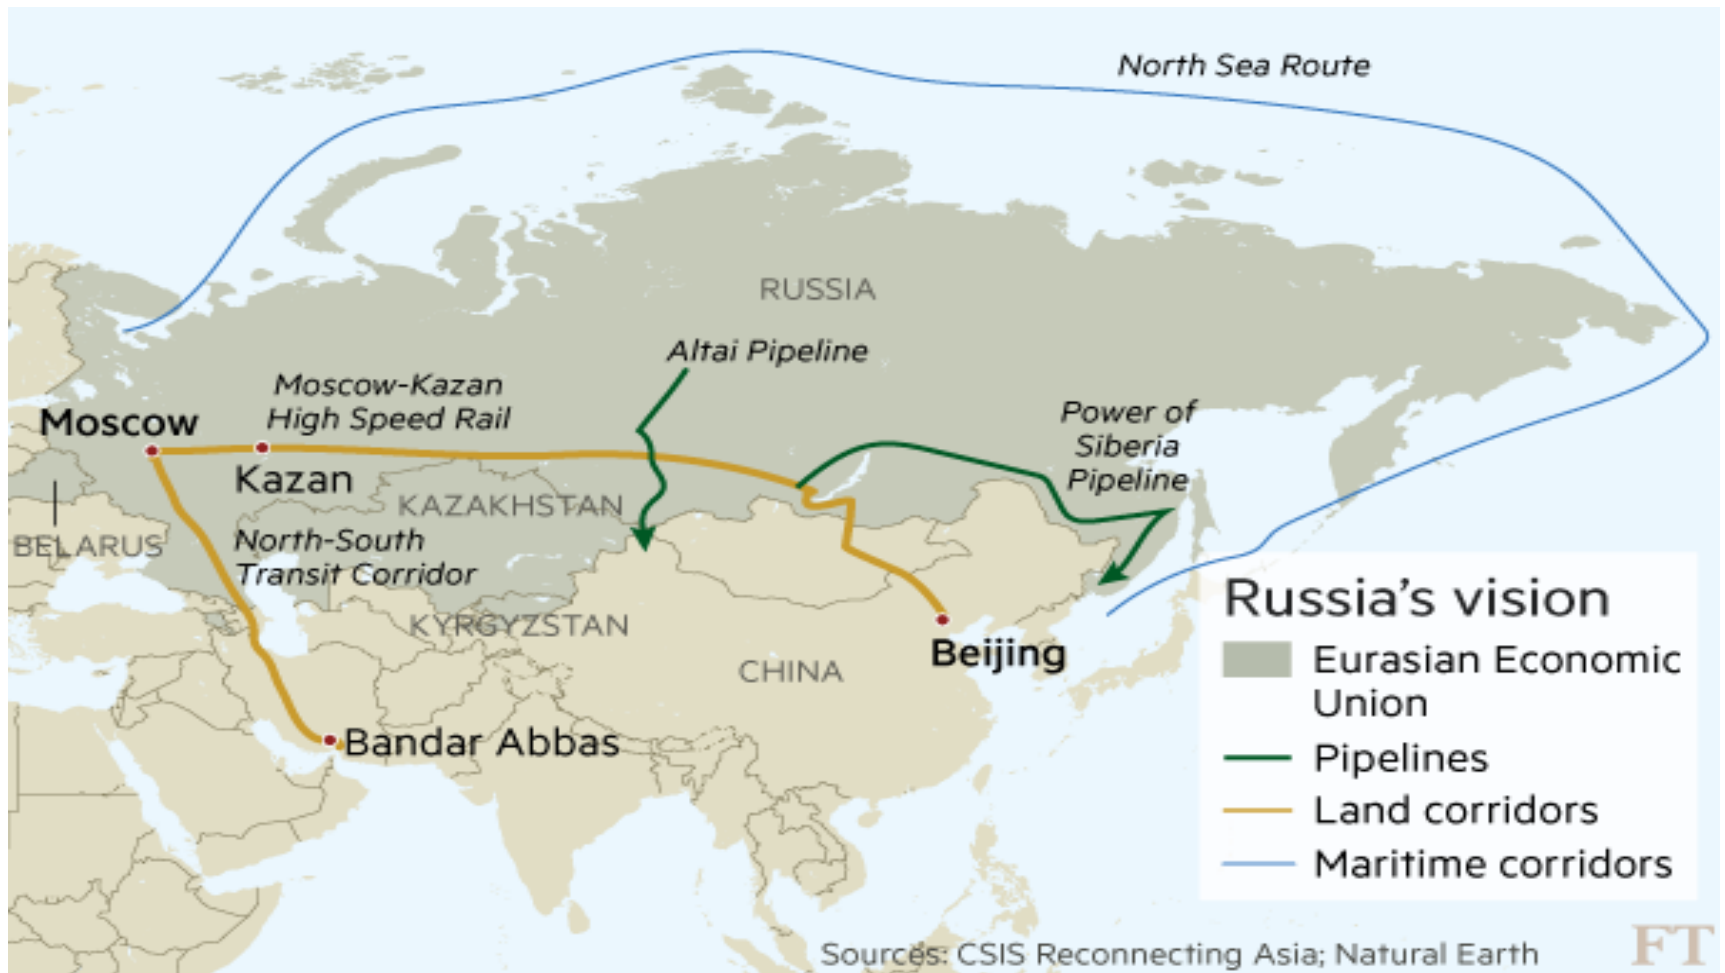 North Sea Route
RUSSIA
Altai Pipeline
Moscow-Kazan
High Speed Rail
Moscow
Kazan
Power of
Siberia
Pipeline
KAZAKHSTAN
BELARUS
North-South
Transit Corridor
KYRGYZSTAN
CHINA
Beijing
Bandar Abbas
Russia’s vision
Eurasian Economic
Union
Pipelines
Land corridors
Maritime corridors
Sources: CSIS Reconnecting Asia; Natural Earth
FT